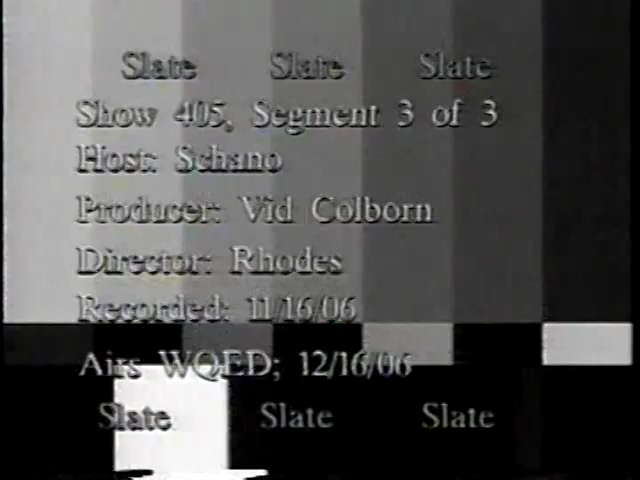 Slate Slate Slate
Show 405, Segment 3 of 3
Host: Schano
Producer: Vid Colborn
Director: Rhodes
Recorded: 11/16/06
Airs WQED; 12/16/06
Slate Slate Slate